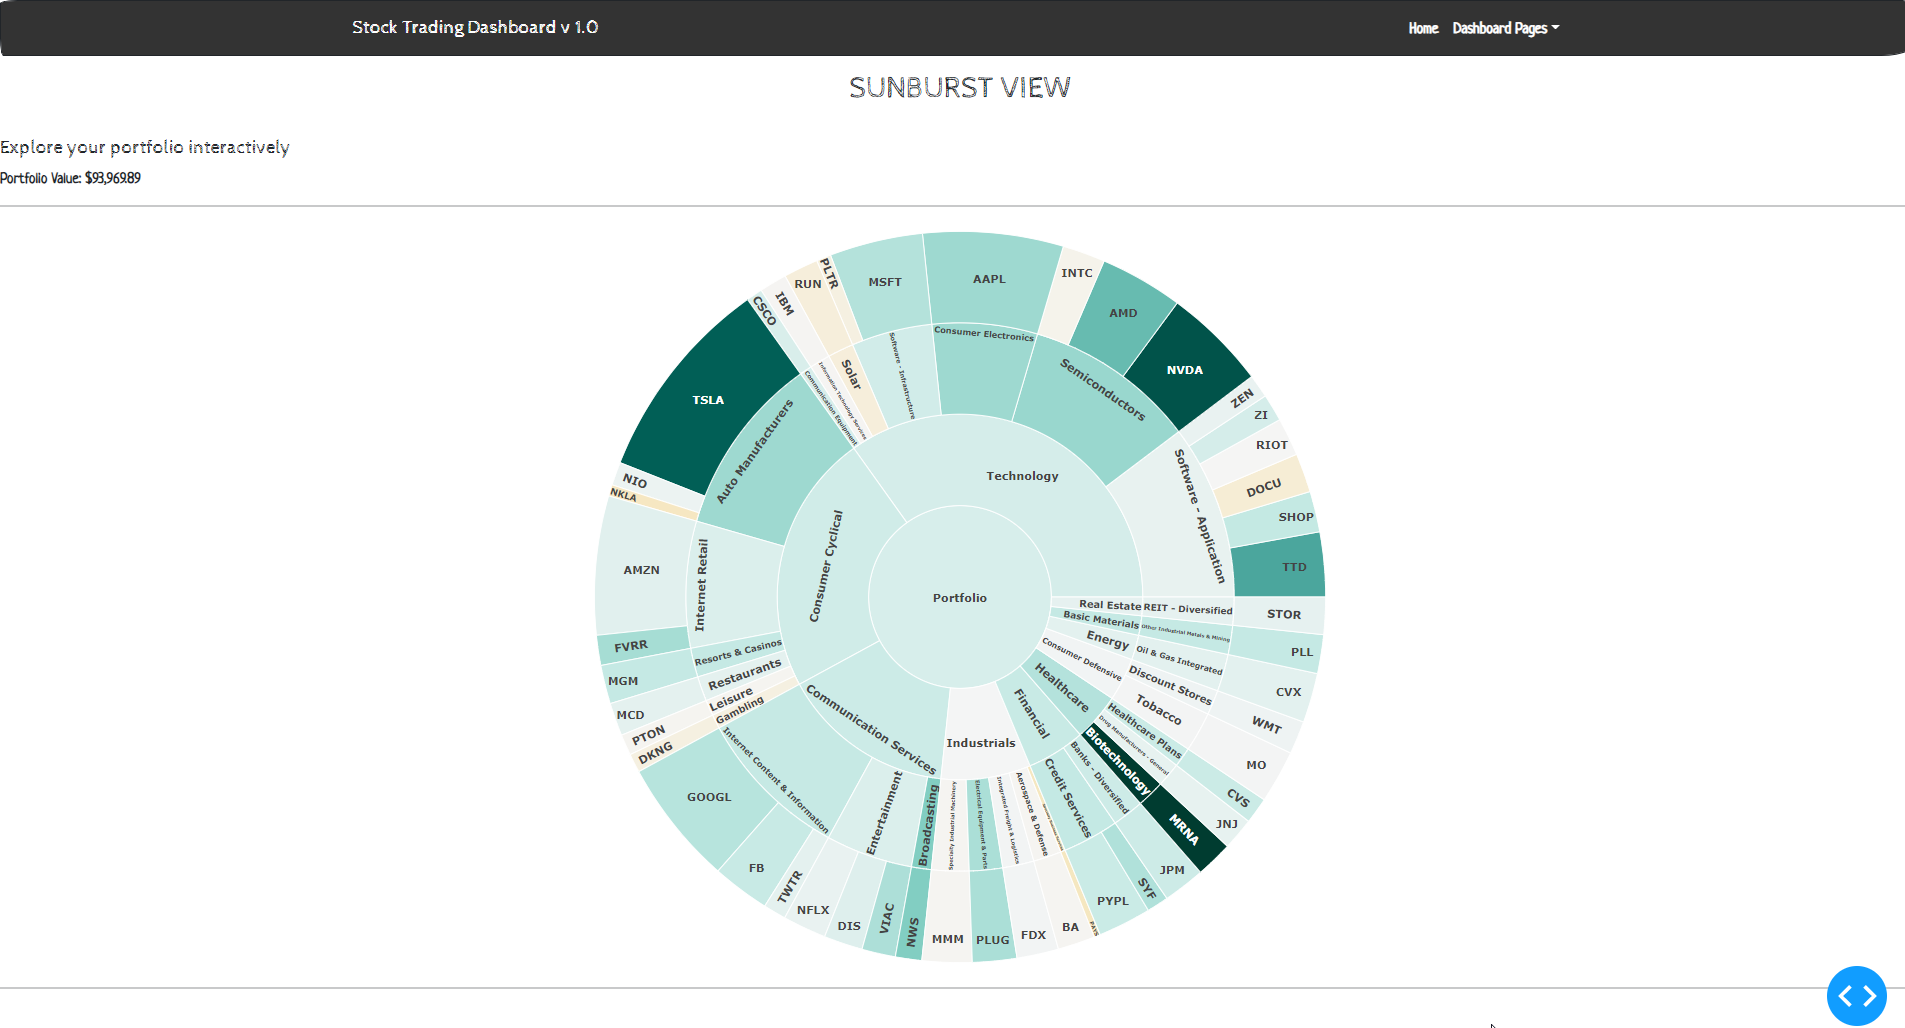 Stock Trading Dashboard v 1.0
Home
Dashboard Pages
SUNBURST VIEW
Explore your portfolio interactively
Portfolio Value: $93,969.89
Portfolio
Technology
Consumer Electronics
AAPL
Semiconductors
INTC
AMD
NVDA
Software - Application
ZEN
ZI
RIOT
DOCU
SHOP
TTD
Real Estate
REIT - Diversified
STOR
Basic Materials
Other Industrial Metals & Mining
PLL
Energy
Oil & Gas Integrated
CVX
Consumer Defensive
Discount Stores
WMT
Tobacco
MO
Healthcare
Healthcare Plans
CVS
Drug Manufacturers - General
JNJ
Biotechnology
MRNA
Financial
Banks - Diversified
JPM
Credit Services
SYF
PYPL
PAYS
Industrials
Aerospace & Defense
BA
Integrated Freight & Logistics
FDX
Electrical Equipment & Parts
PLUG
Specialty Industrial Machinery
MMM
Communication Services
Broadcasting
NWS
Entertainment
VIAC
DIS
NFLX
Internet Content & Information
TWTR
FB
GOOGL
Consumer Cyclical
Gambling
DKNG
Leisure
PTON
Restaurants
MCD
Resorts & Casinos
MGM
Internet Retail
FVRR
AMZN
Auto Manufacturers
NKLA
NIO
TSLA
Communication Equipment
CSCO
Information Technology Services
IBM
Solar
RUN
PLTR
Software - Infrastructure
MSFT